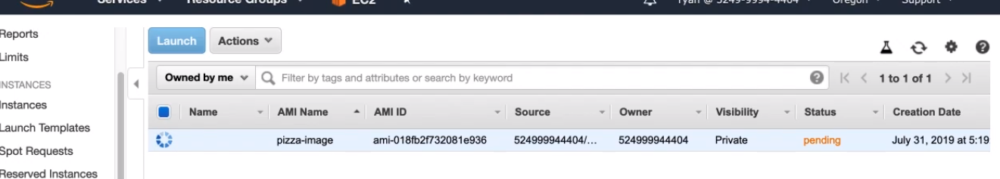 Services Resource Groups EC2 ryan @ 5249-9994-4404 Oregon Support
Reports
Limits
INSTANCES
Instances
Launch Templates
Spot Requests
Reserved Instances
Launch Actions
Owned by me Filter by tags and attributes or search by keyword 1 to 1 of 1
Name AMI Name AMI ID Source Owner Visibility Status Creation Date
pizza-image ami-018fb2f732081e936 524999944404/... 524999944404 Private pending July 31, 2019 at 5:19